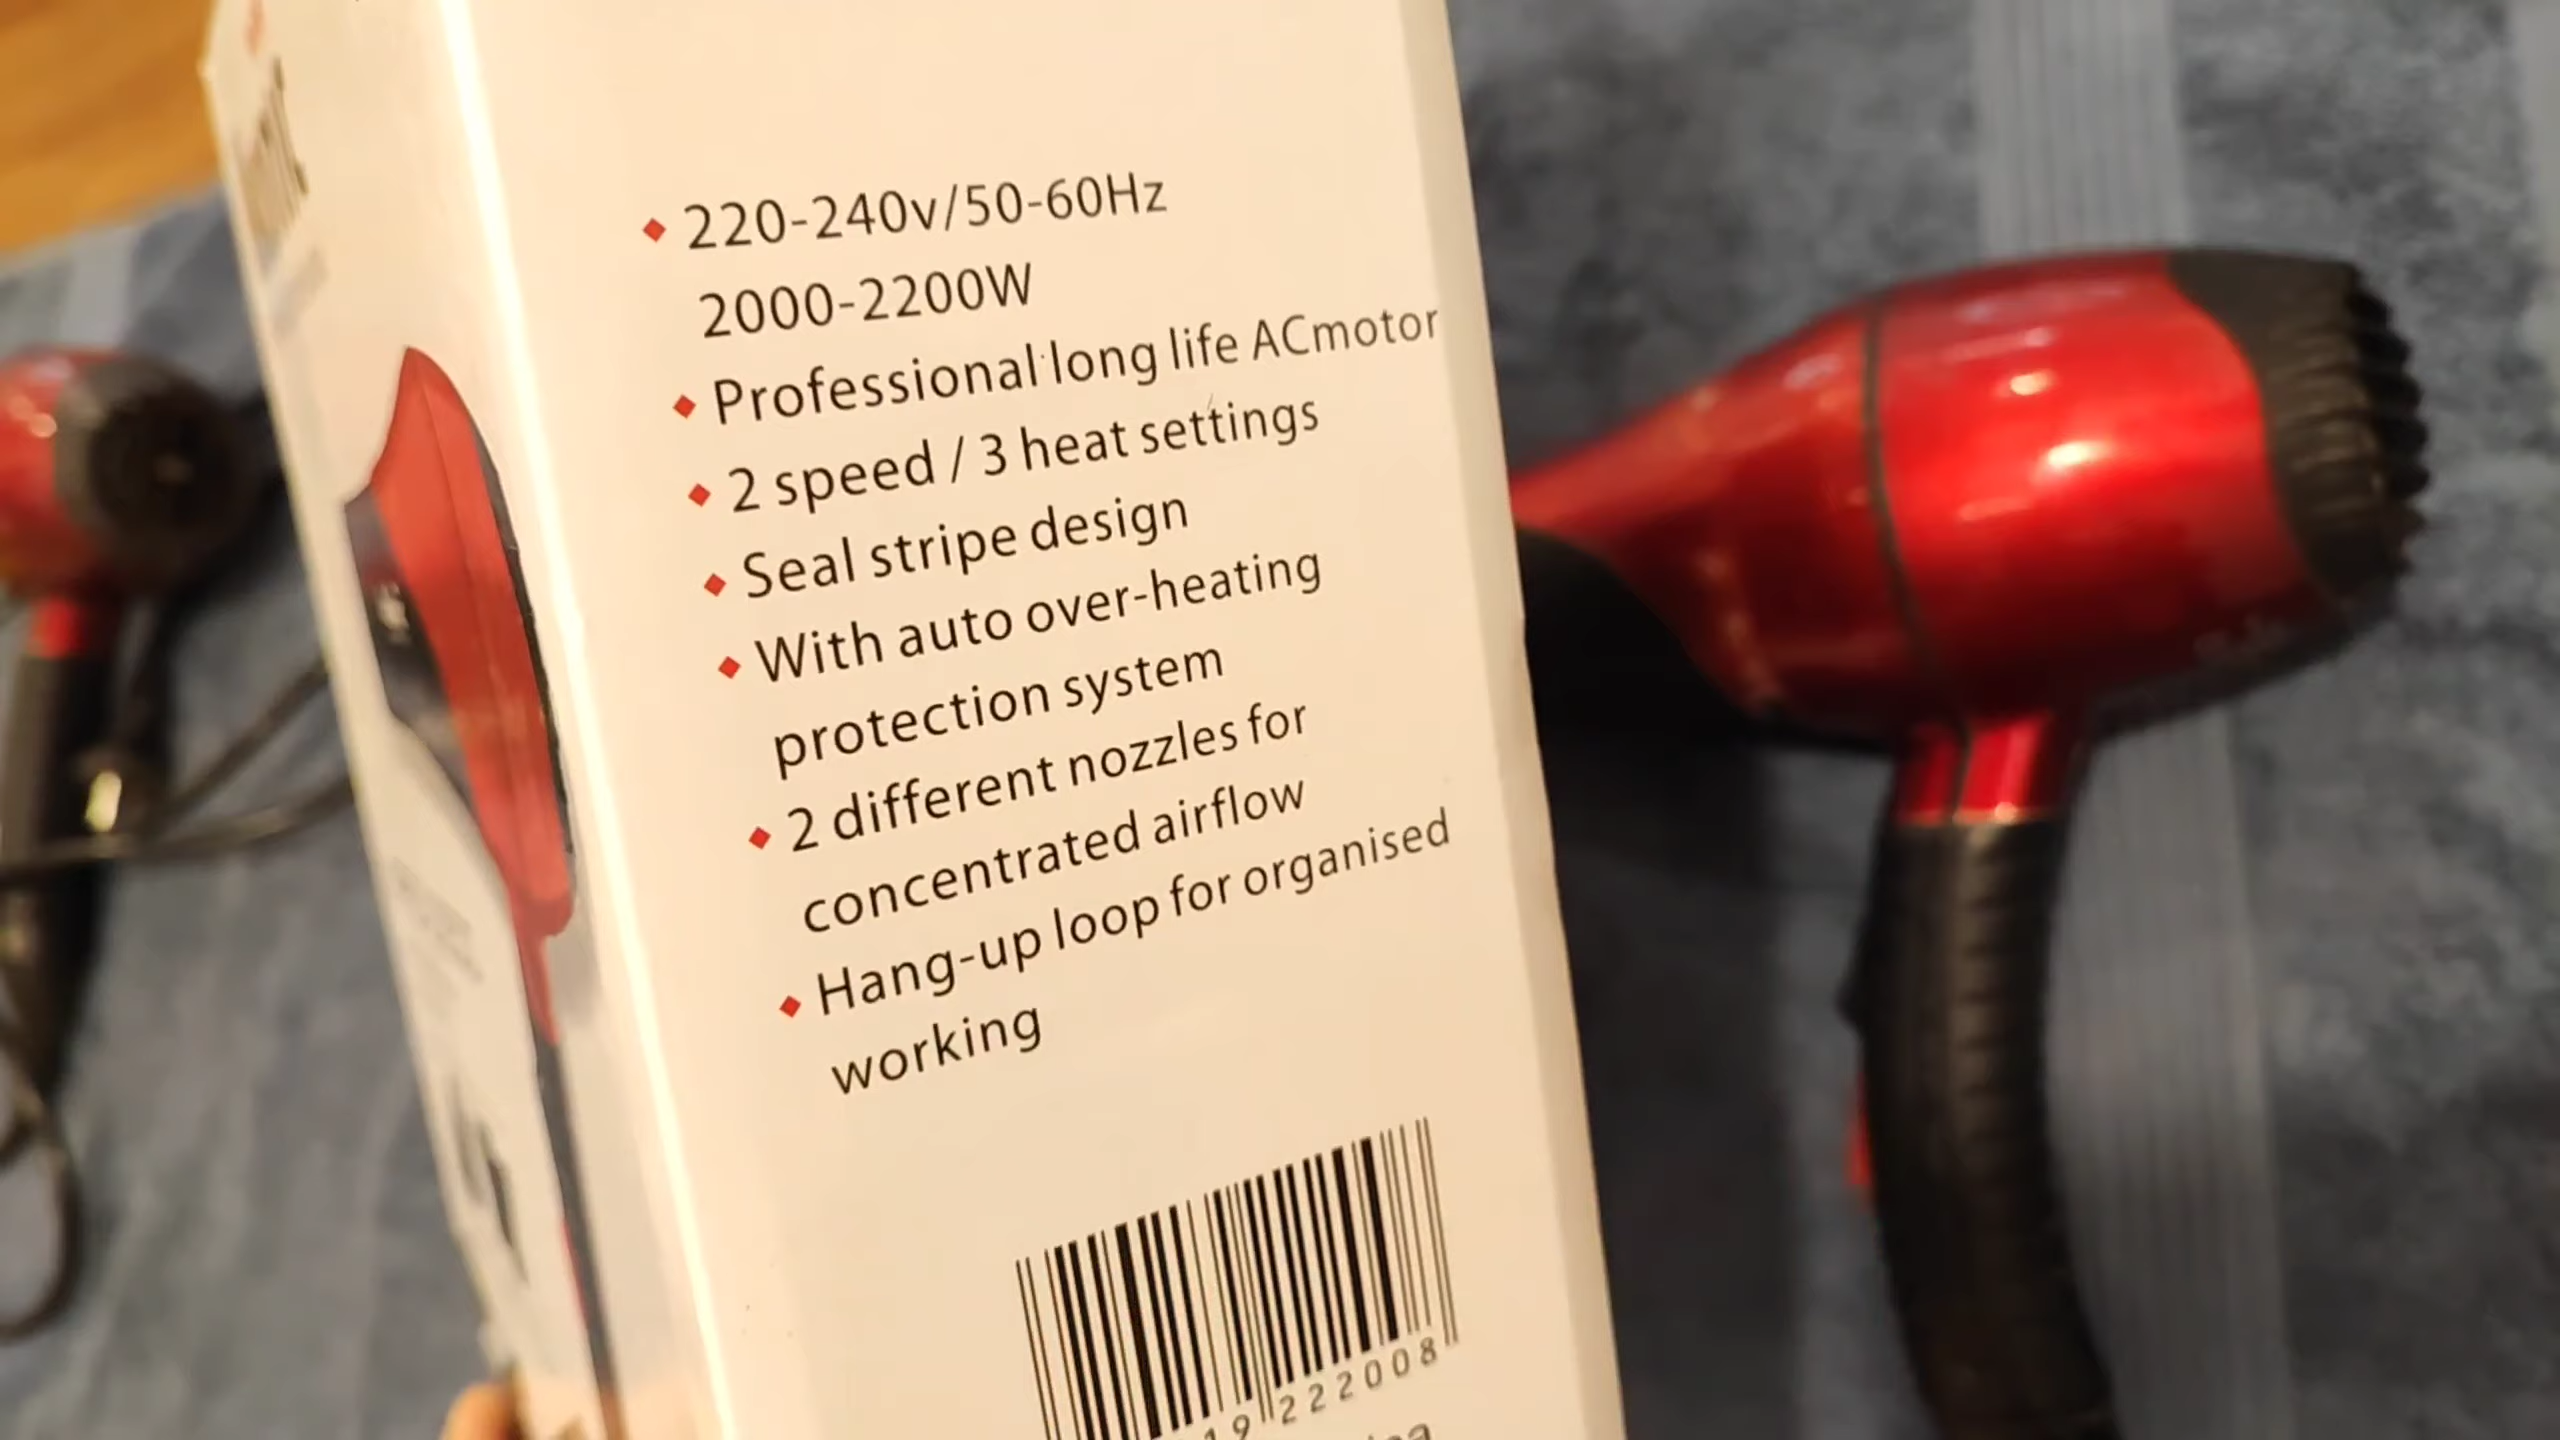 220-240v/50-60Hz
2000-2200W
Professional long life ACmotor
2 speed / 3 heat settings
Seal stripe design
With auto over-heating
protection system
2 different nozzles for
concentrated airflow
Hang-up loop for organised
working
19 222008